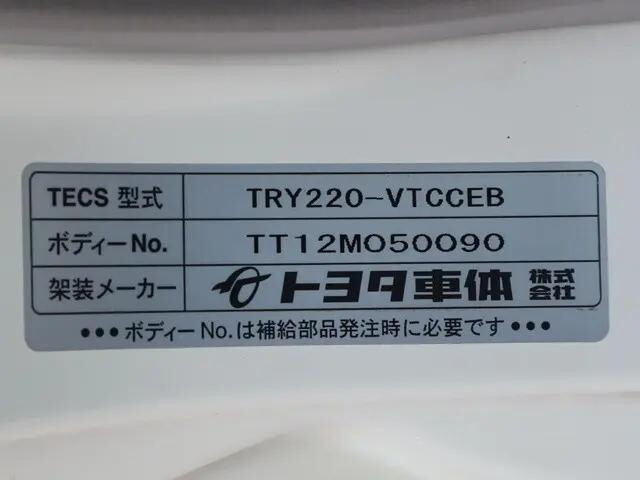 TECS 型式 TRY220-VTCCEB
ボディーNo. TT12M050090
架装メーカー トヨタ車体 株式会社
●●●ボディーNo.は補給部品発注時に必要です●●●